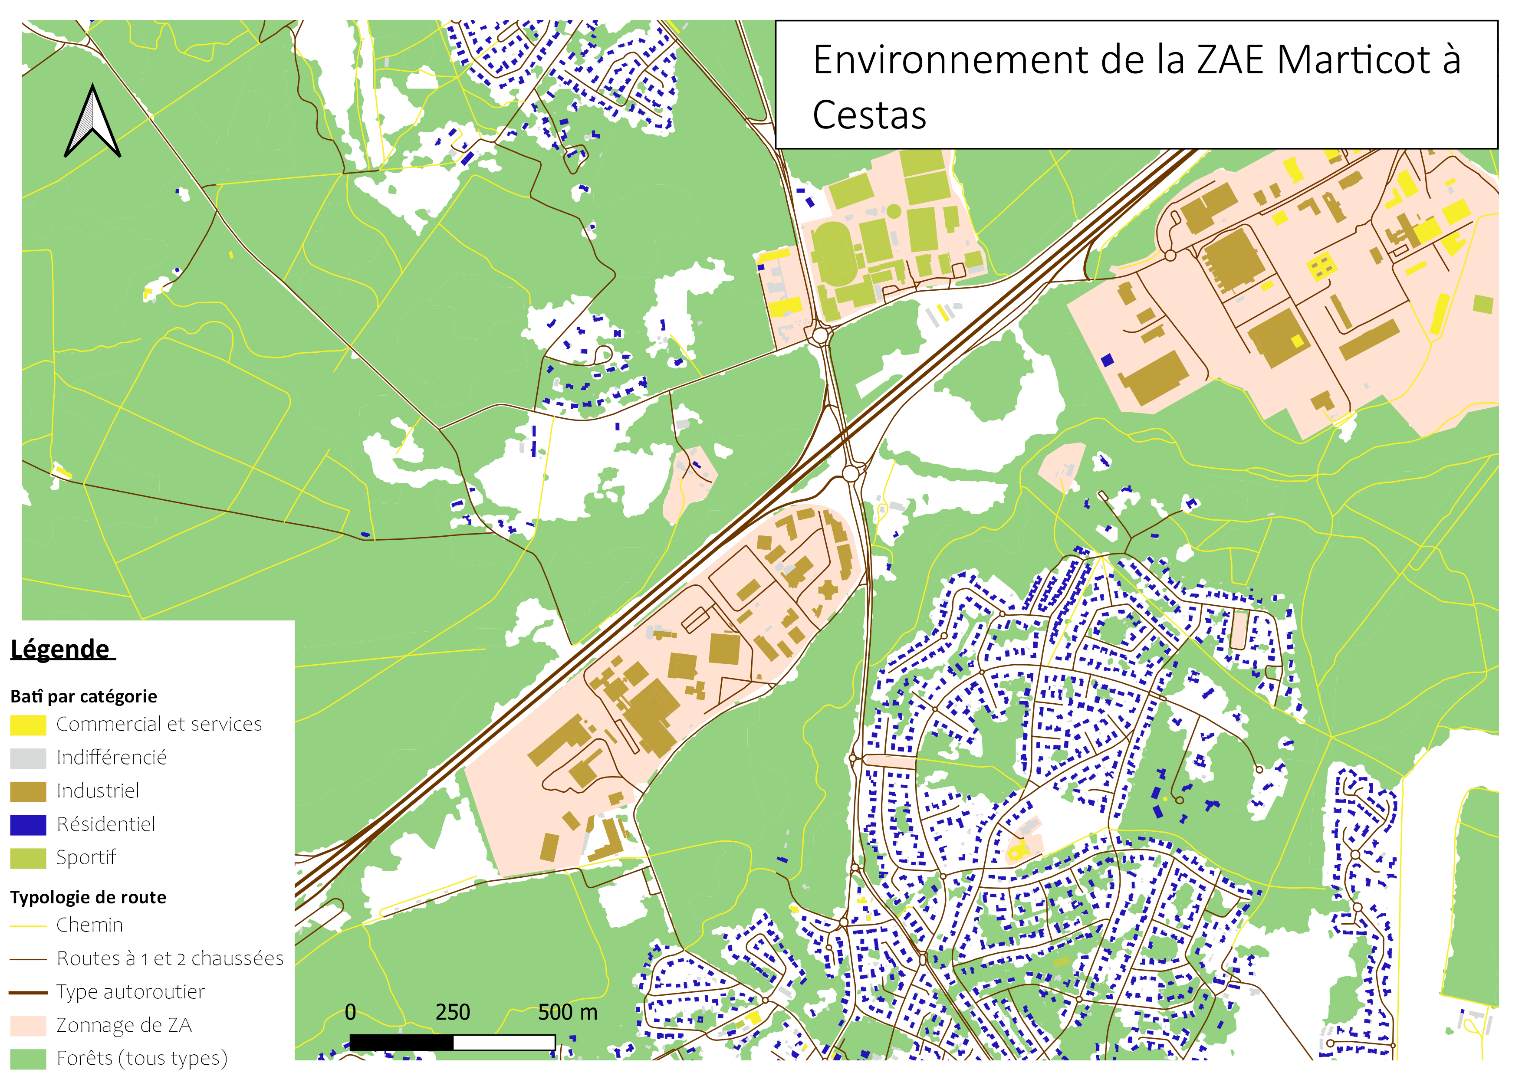 Environnement de la ZAE Marticot à
Cestas
Légende
Bati par catégorie
Commercial et services
Indifférencié
Industriel
Résidentiel
Sportif
Typologie de route
Chemin
Routes à 1 et 2 chaussées
Type autoroutier
Zonnage de ZA
Forêts (tous types)
0 250 500 m